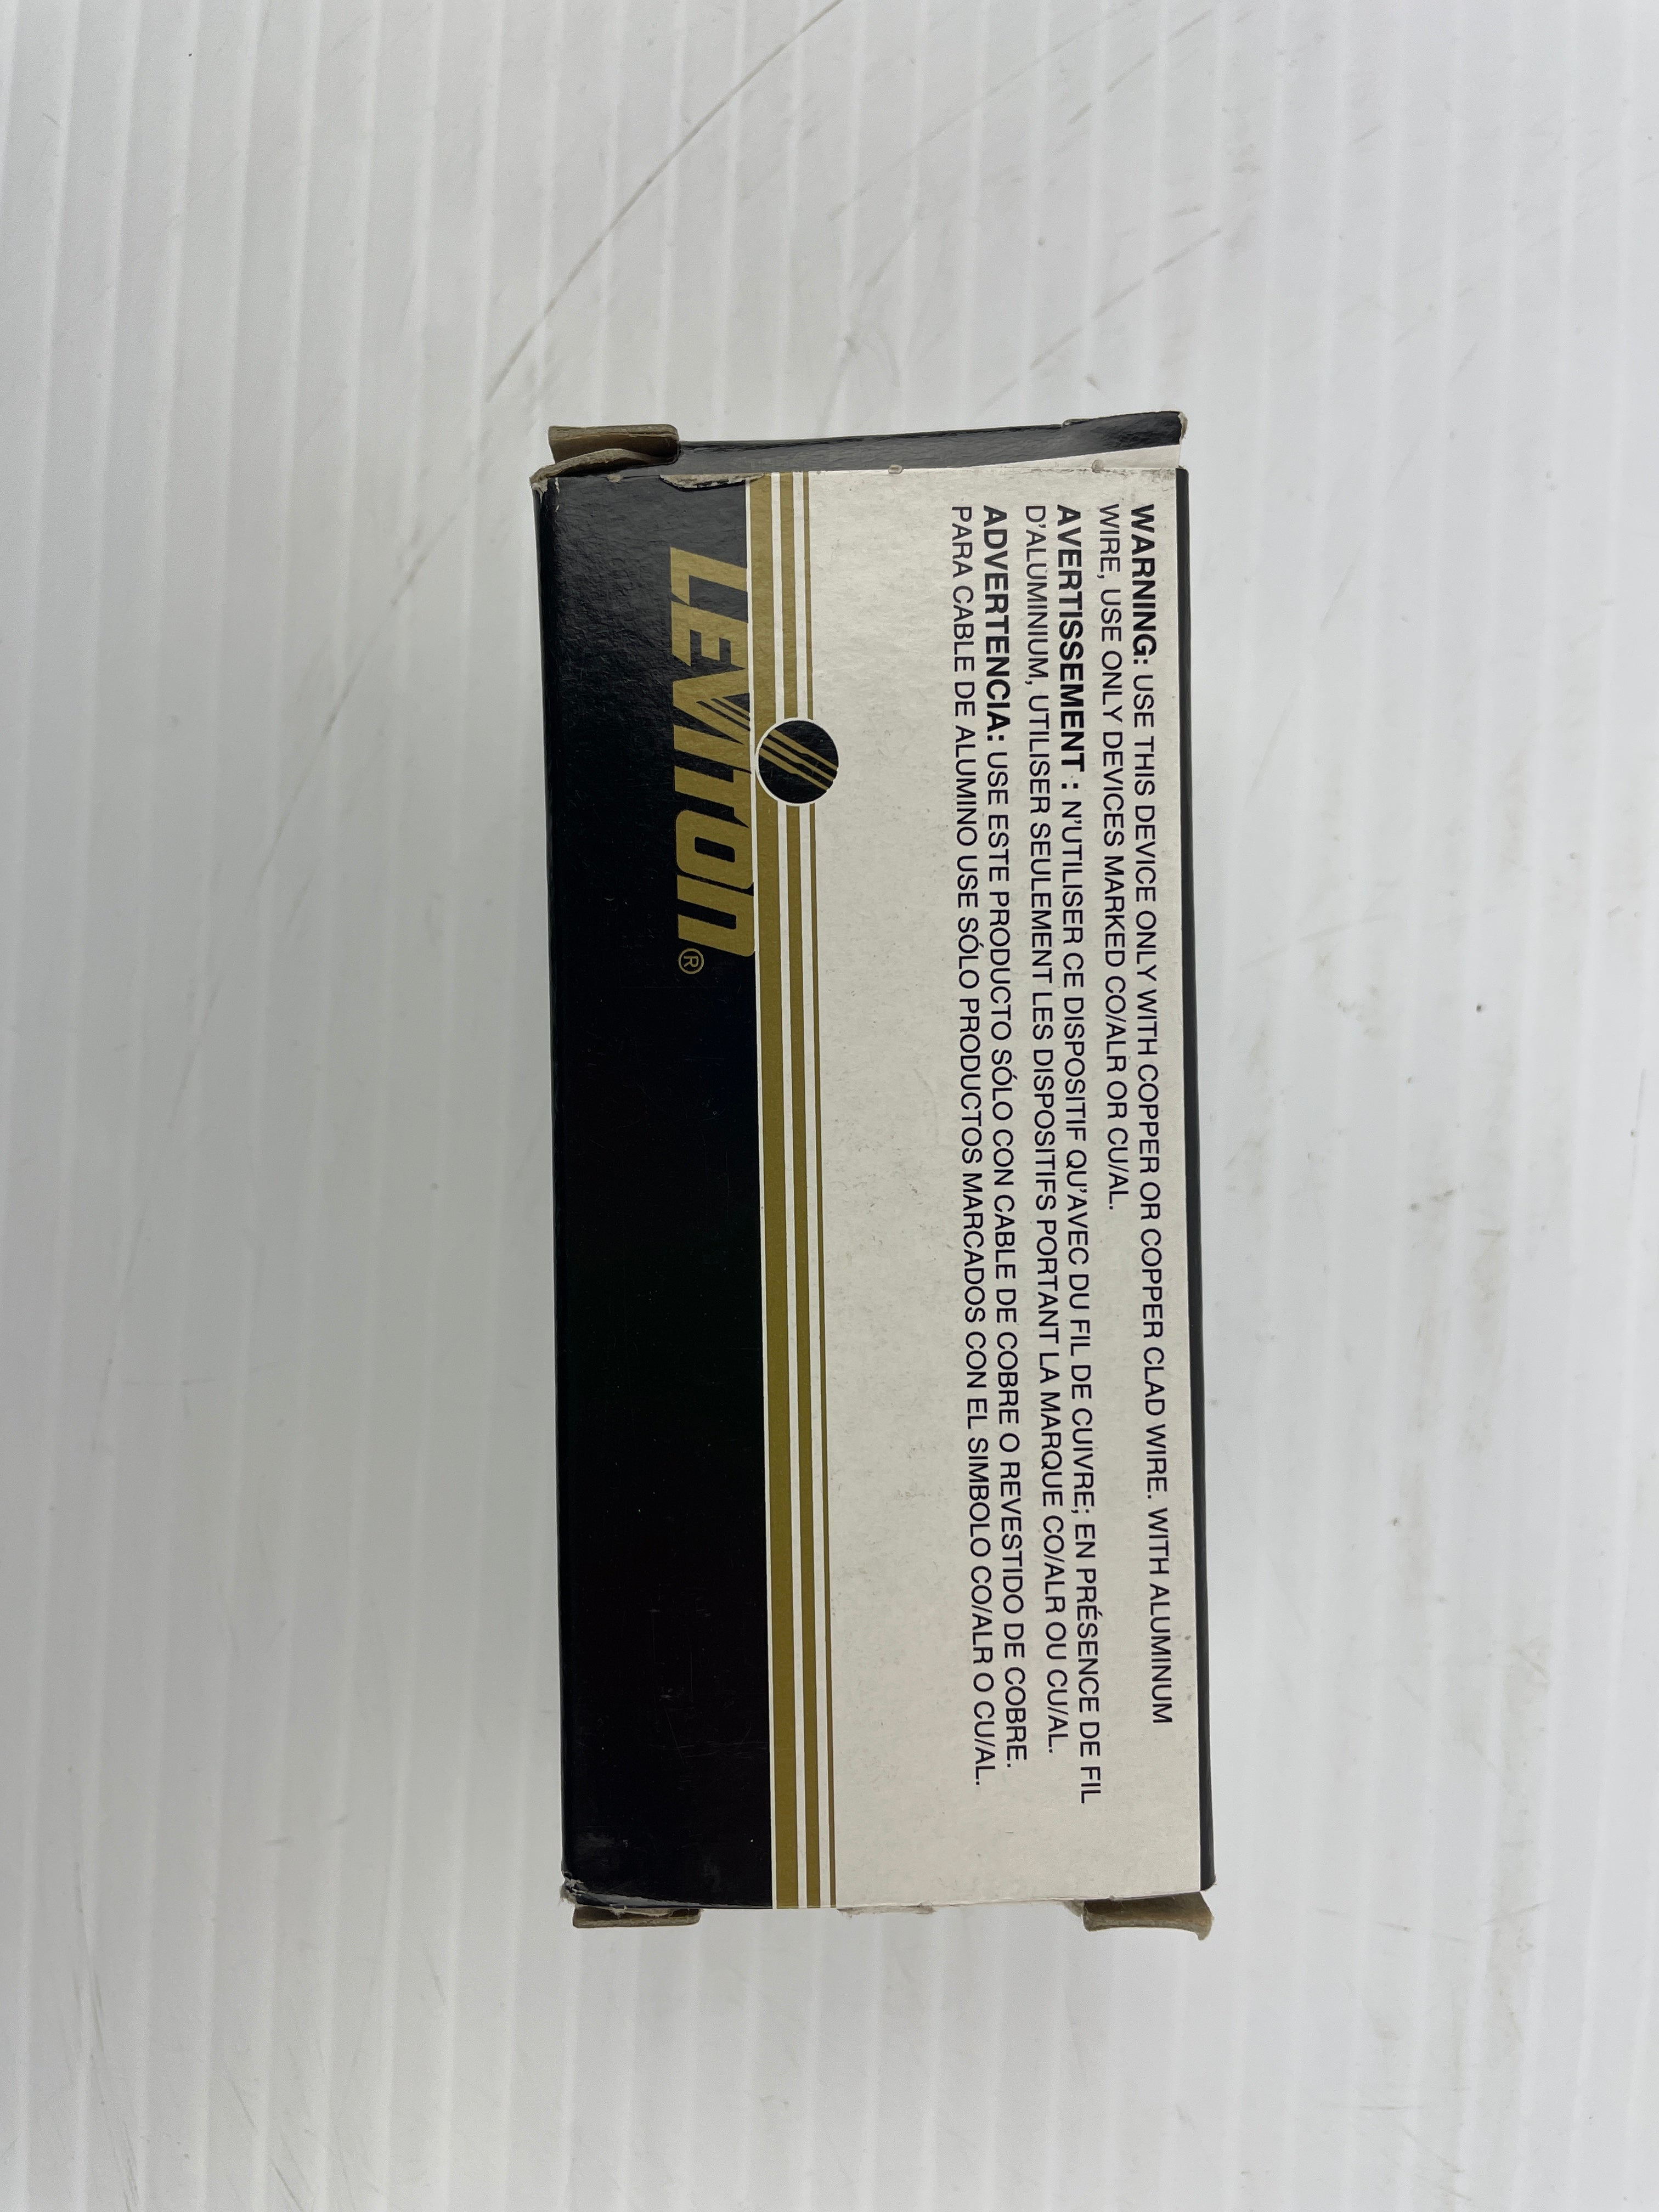 WARNING: USE THIS DEVICE ONLY WITH COPPER OR COPPER CLAD WIRE. WITH ALUMINUM
WIRE, USE ONLY DEVICES MARKED CO/ALR OR CU/AL.
AVERTISSEMENT : N'UTILISER CE DISPOSITIF QU'AVEC DU FIL DE CUIVRE; EN PRÉSENCE DE FIL
D'ALUMINIUM, UTILISER SEULEMENT LES DISPOSITIFS PORTANT LA MARQUE CO/ALR OU CU/AL.
ADVERTENCIA: USE ESTE PRODUCTO SÓLO CON CABLE DE COBRE O REVESTIDO DE COBRE.
PARA CABLE DE ALUMINO USE SÓLO PRODUCTOS MARCADOS CON EL SIMBOLO CO/ALR O CU/AL.
LEVITON®